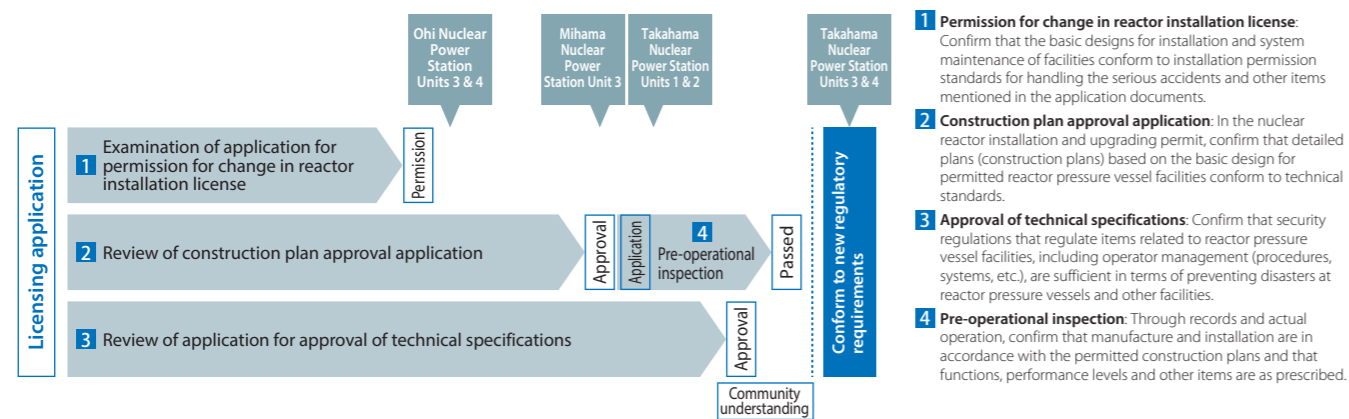 Ohi Nuclear
Power
Station
Units 3 & 4
Mihama
Nuclear
Power
Station Unit 3
Takahama
Nuclear
Power Station
Units 1 & 2
Takahama
Nuclear
Power Station
Units 3 & 4
Licensing application
1 Examination of application for
permission for change in reactor
installation license
Permission
2 Review of construction plan approval application
Approval
Application
4
Pre-operational
inspection
Passed
3 Review of application for approval of technical specifications
Approval
Community
understanding
Conform to new regulatory
requirements
1 Permission for change in reactor installation license:
Confirm that the basic designs for installation and system
maintenance of facilities conform to installation permission
standards for handling the serious accidents and other items
mentioned in the application documents.
2 Construction plan approval application: In the nuclear
reactor installation and upgrading permit, confirm that detailed
plans (construction plans) based on the basic design for
permitted reactor pressure vessel facilities conform to technical
standards.
3 Approval of technical specifications: Confirm that security
regulations that regulate items related to reactor pressure
vessel facilities, including operator management (procedures,
systems, etc.), are sufficient in terms of preventing disasters at
reactor pressure vessels and other facilities.
4 Pre-operational inspection: Through records and actual
operation, confirm that manufacture and installation are in
accordance with the permitted construction plans and that
functions, performance levels and other items are as prescribed.